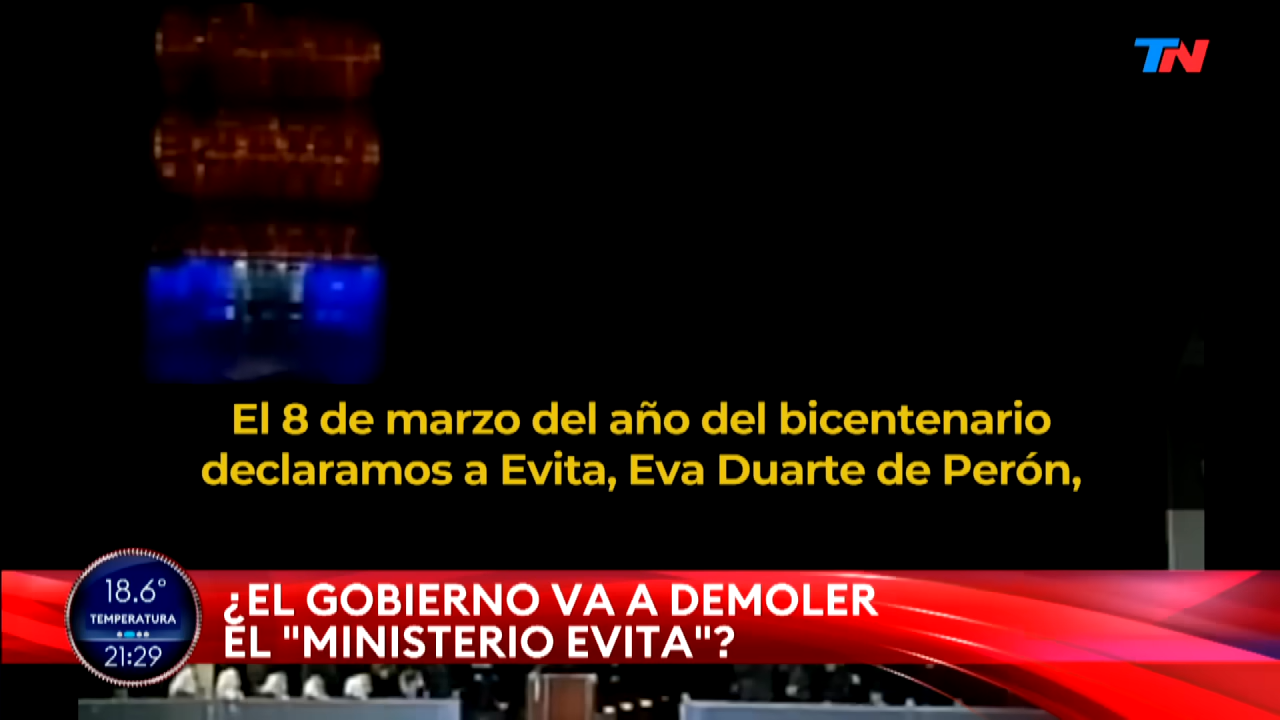 TN
El 8 de marzo del año del bicentenario
declaramos a Evita, Eva Duarte de Perón,
18.6°
TEMPERATURA
21:29
¿EL GOBIERNO VA A DEMOLER
EL "MINISTERIO EVITA"?